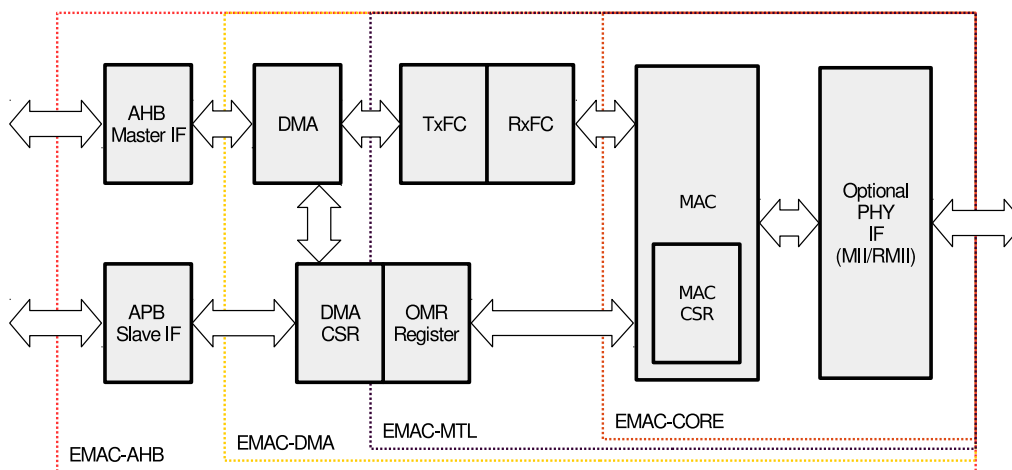 AHB
Master IF
DMA
TxFC
RxFC
MAC
Optional
PHY
IF
(MII/RMII)
MAC
CSR
APB
Slave IF
DMA
CSR
OMR
Register
EMAC-AHB
EMAC-DMA
EMAC-MTL
EMAC-CORE